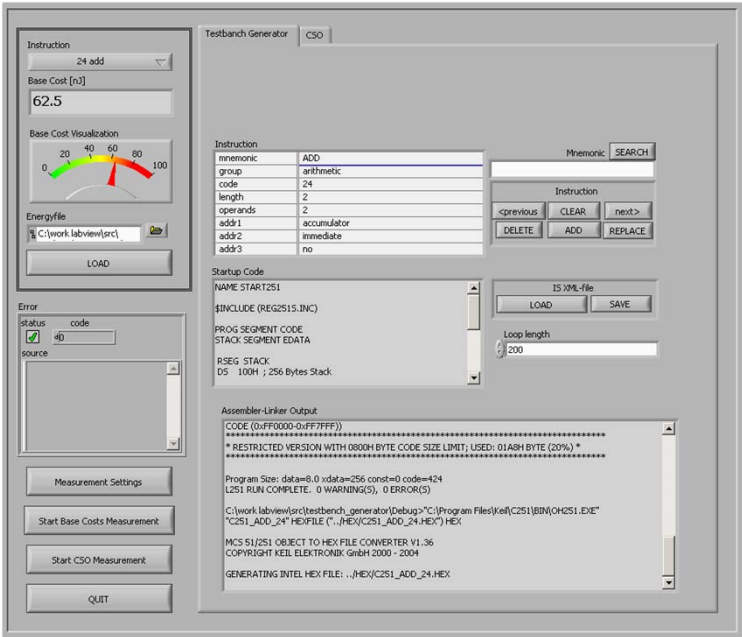 Testbanch Generator
CSO
Instruction
24 add
Base Cost [nJ]
62.5
Base Cost Visualization
0 20 40 60 80 100
Energyfile
C:\work labview\src\
LOAD
Instruction
mnemonic ADD
group arithmetic
code 24
length 2
operands 2
addr1 accumulator
addr2 immediate
addr3 no
Mnemonic SEARCH
Instruction
<previous CLEAR next>
DELETE ADD REPLACE
Startup Code
NAME START251
$INCLUDE (REG251S.INC)
PROG SEGMENT CODE
STACK SEGMENT EDATA
RSEG STACK
DS 100H ; 256 Bytes Stack
IS XML-file
LOAD SAVE
Loop length
200
Error
status code
d0
source
Measurement Settings
Start Base Costs Measurement
Start CSO Measurement
QUIT
Assembler-Linker Output
CODE (0xFF0000-0xFF7FFF))
********************************************************************************
* RESTRICTED VERSION WITH 0800H BYTE CODE SIZE LIMIT; USED: 01A8H BYTE (20%) *
********************************************************************************
Program Size: data=8.0 xdata=256 const=0 code=424
L251 RUN COMPLETE. 0 WARNING(S), 0 ERROR(S)
C:\work labview\src\testbench_generator\Debug>"C:\Program Files\Keil\C251\BIN\OH251.EXE"
"C251_ADD_24" HEXFILE ("../HEX/C251_ADD_24.HEX") HEX
MCS 51/251 OBJECT TO HEX FILE CONVERTER V1.36
COPYRIGHT KEIL ELEKTRONIK GmbH 2000 - 2004
GENERATING INTEL HEX FILE: ../HEX/C251_ADD_24.HEX